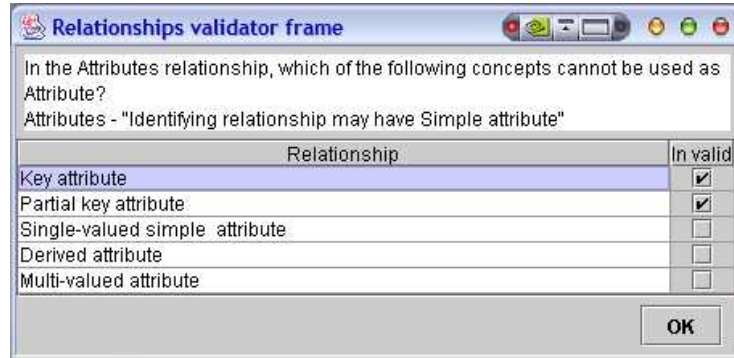 Relationships validator frame
In the Attributes relationship, which of the following concepts cannot be used as
Attribute?
Attributes - "Identifying relationship may have Simple attribute"
Relationship In valid
Key attribute
Partial key attribute
Single-valued simple attribute
Derived attribute
Multi-valued attribute
OK